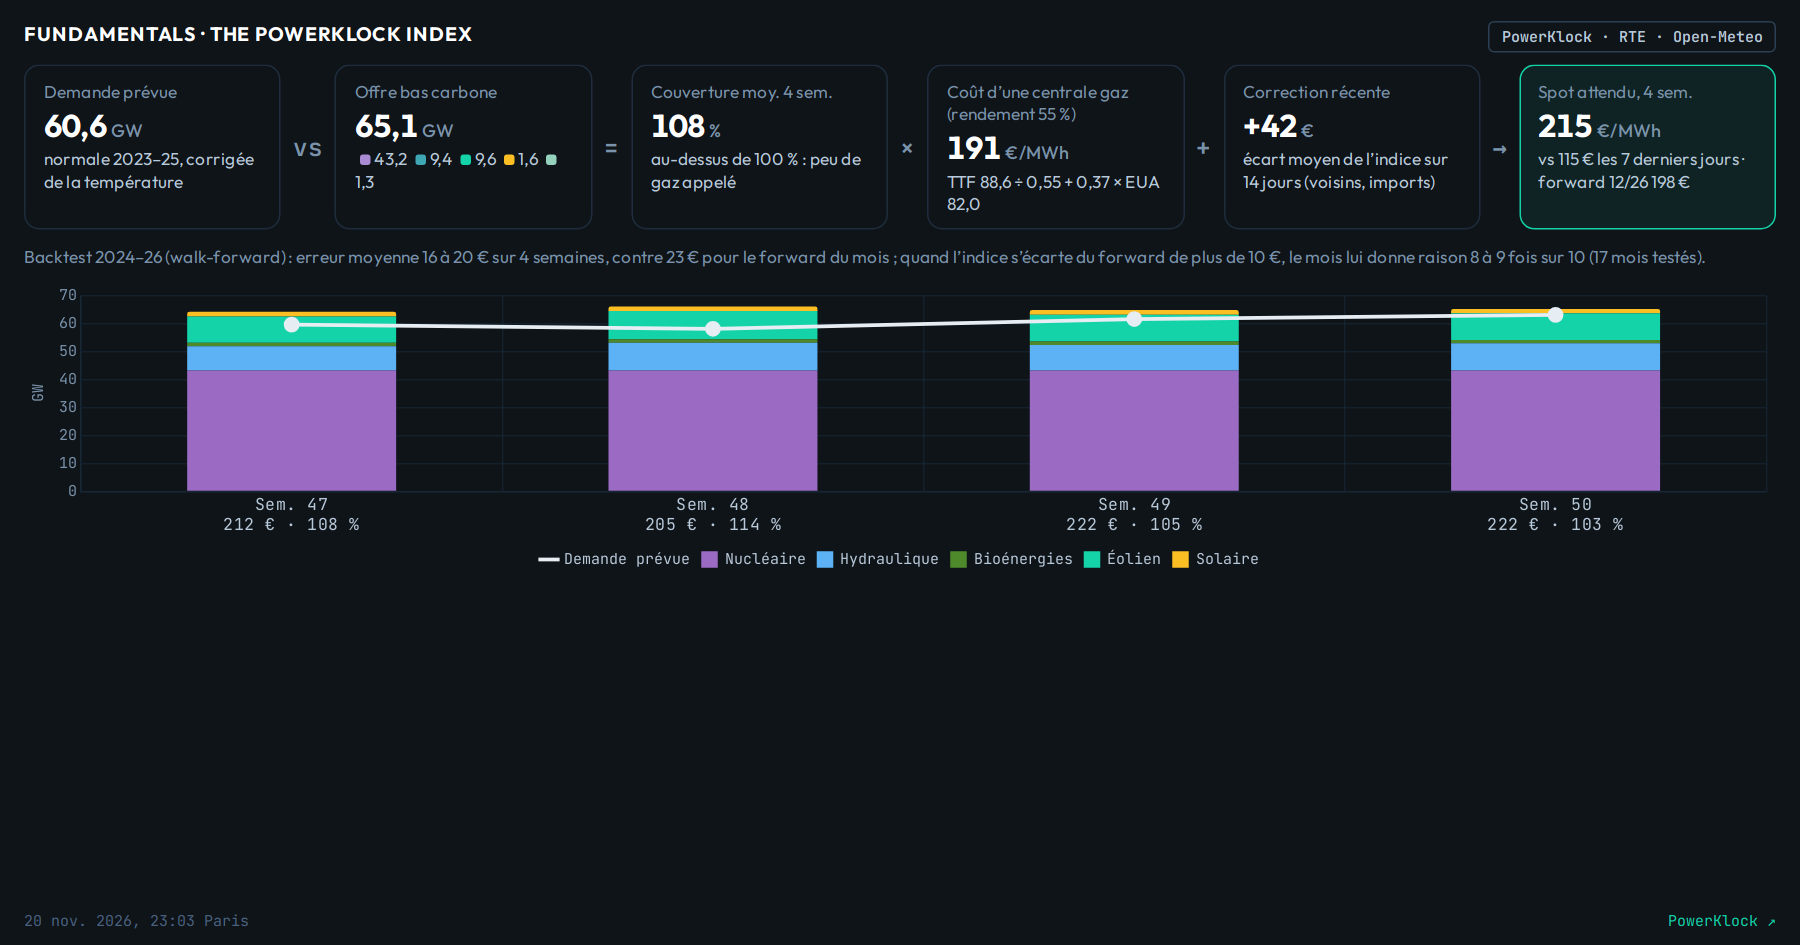 FUNDAMENTALS · THE POWERKLOCK INDEX
PowerKlock · RTE · Open-Meteo
Demande prévue
60,6 GW
normale 2023–25, corrigée
de la température
VS
Offre bas carbone
65,1 GW
43,2 9,4 9,6 1,6
1,3
=
Couverture moy. 4 sem.
108 %
au-dessus de 100 % : peu de
gaz appelé
×
Coût d’une centrale gaz
(rendement 55 %)
191 €/MWh
TTF 88,6 ÷ 0,55 + 0,37 × EUA
82,0
+
Correction récente
+42 €
écart moyen de l’indice sur
14 jours (voisins, imports)
→
Spot attendu, 4 sem.
215 €/MWh
vs 115 € les 7 derniers jours ·
forward 12/26 198 €
Backtest 2024–26 (walk-forward) : erreur moyenne 16 à 20 € sur 4 semaines, contre 23 € pour le forward du mois ; quand l’indice s’écarte du forward de plus de 10 €, le mois lui donne raison 8 à 9 fois sur 10 (17 mois testés).
GW
70
60
50
40
30
20
10
0
Sem. 47
212 € · 108 %
Sem. 48
205 € · 114 %
Sem. 49
222 € · 105 %
Sem. 50
222 € · 103 %
Demande prévue Nucléaire Hydraulique Bioénergies Éolien Solaire
20 nov. 2026, 23:03 Paris
PowerKlock ↗